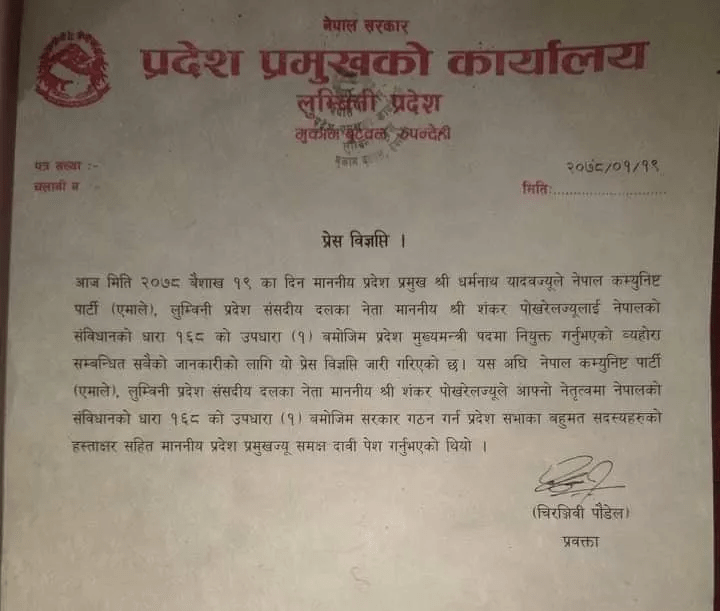 नेपाल सरकार
प्रदेश प्रमुखको कार्यालय
लुम्बिनी प्रदेश
मुकाम बुटवल रुपन्देही
पत्र संख्या :-
चलानी नं
२०७८/०१/१९
मितिः........................
प्रेस विज्ञप्ति ।
आज मिति २०७८ बैशाख १९ का दिन माननीय प्रदेश प्रमुख श्री धर्मनाथ यादवज्यूले नेपाल कम्युनिष्ट
पार्टी (एमाले), लुम्विनी प्रदेश संसदीय दलका नेता माननीय श्री शंकर पोखरेलज्यूलाई नेपालको
संविधानको धारा १६८ को उपधारा (१) बमोजिम प्रदेश मुख्यमन्त्री पदमा नियुक्त गर्नुभएको व्यहोरा
सम्बन्धित सवैको जानकारीको लागि यो प्रेस विज्ञप्ति जारी गरिएको छ। यस अघि नेपाल कम्युनिष्ट पार्टी
(एमाले), लुम्विनी प्रदेश संसदीय दलका नेता माननीय श्री शंकर पोखरेलज्यूले आफ्नो नेतृत्वमा नेपालको
संविधानको धारा १६८ को उपधारा (१) बमोजिम सरकार गठन गर्न प्रदेश सभाका बहुमत सदस्यहरुको
हस्ताक्षर सहित माननीय प्रदेश प्रमुखज्यू समक्ष दावी पेश गर्नुभएको थियो ।
(चिरञ्जिवी पौडेल)
प्रवक्ता